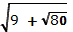 √(9 + √80)